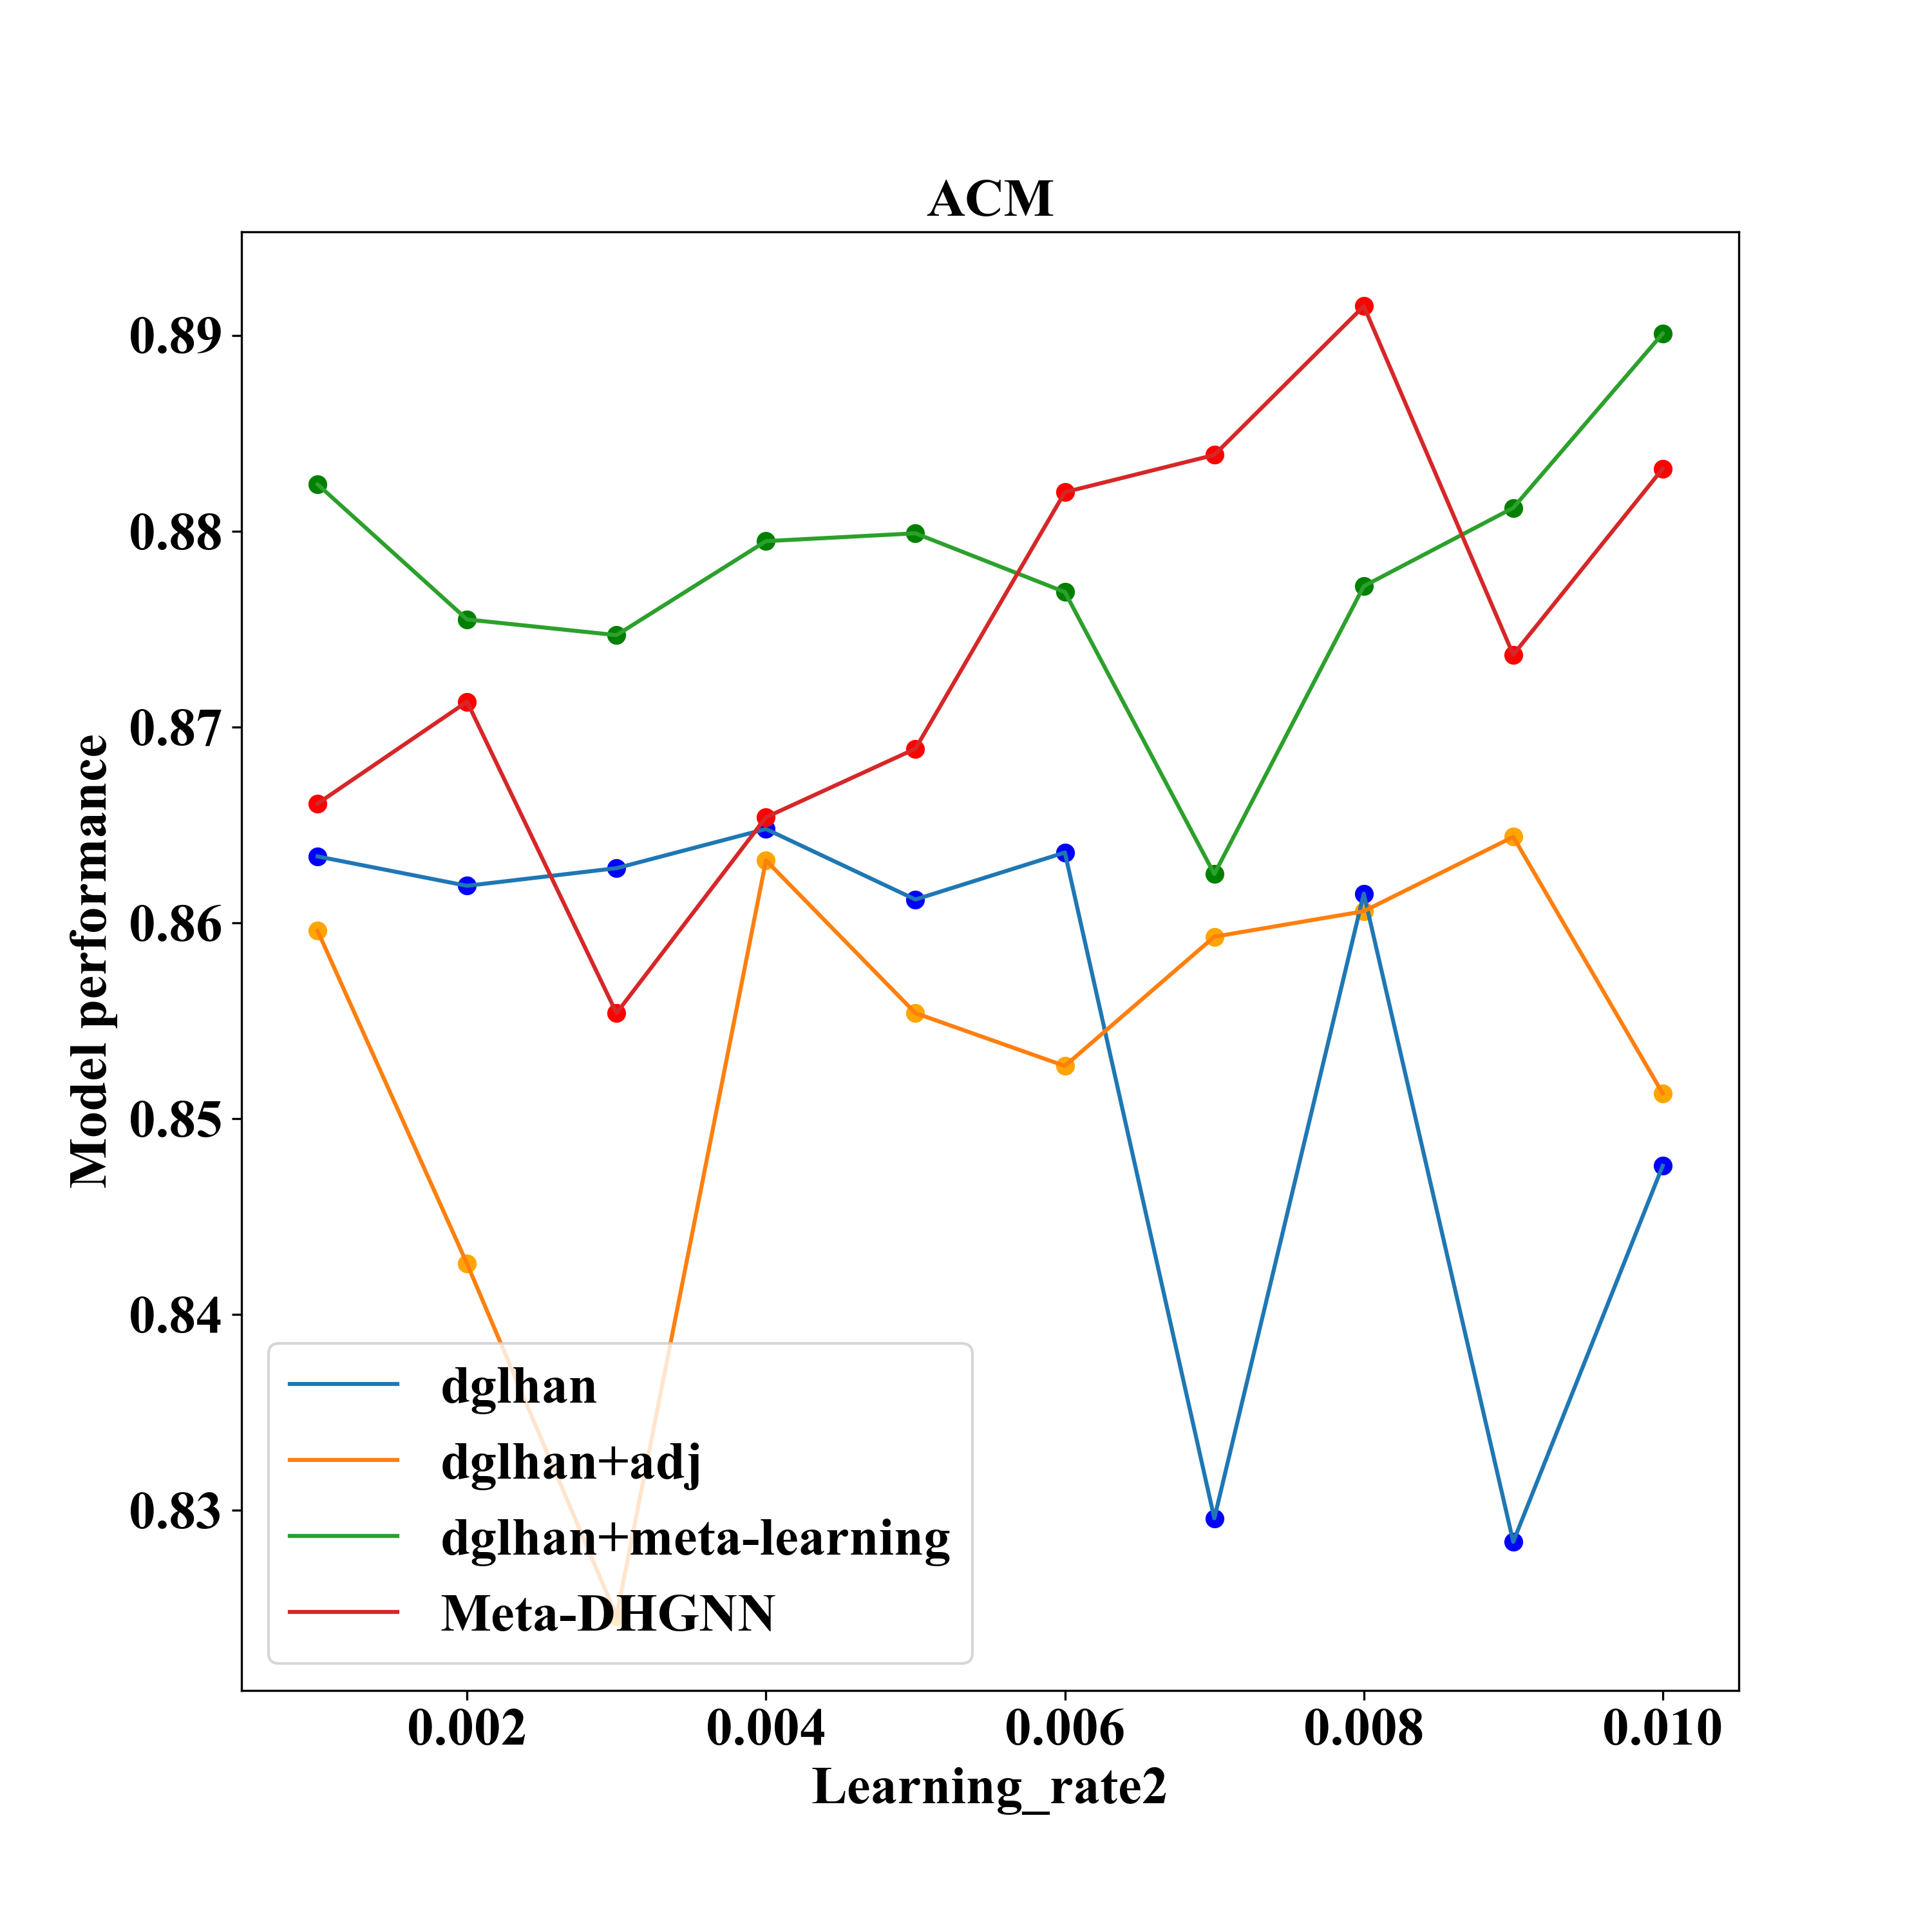 ACM
0.89
0.88
0.87
0.86
0.85
0.84
0.83
Model performance
dglhan
dglhan+adj
dglhan+meta-learning
Meta-DHGNN
0.002 0.004 0.006 0.008 0.010
Learning_rate2